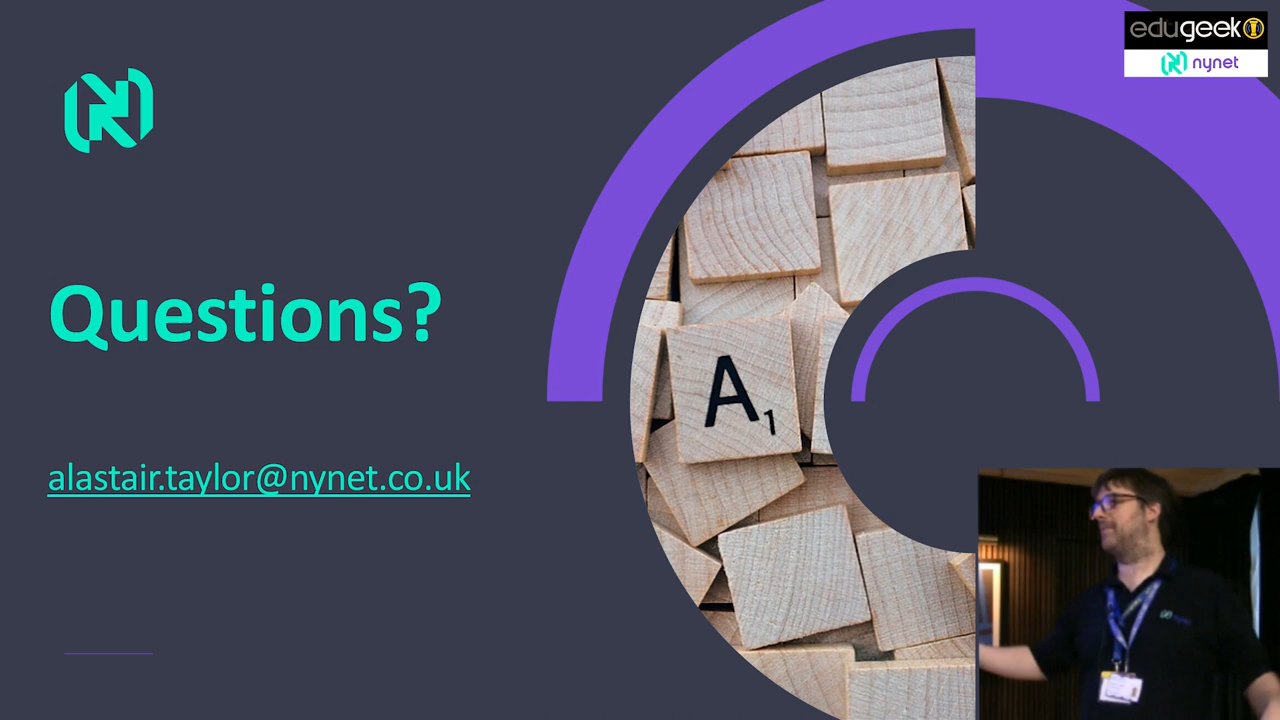 edugeek
nynet
Questions?
A1
alastair.taylor@nynet.co.uk